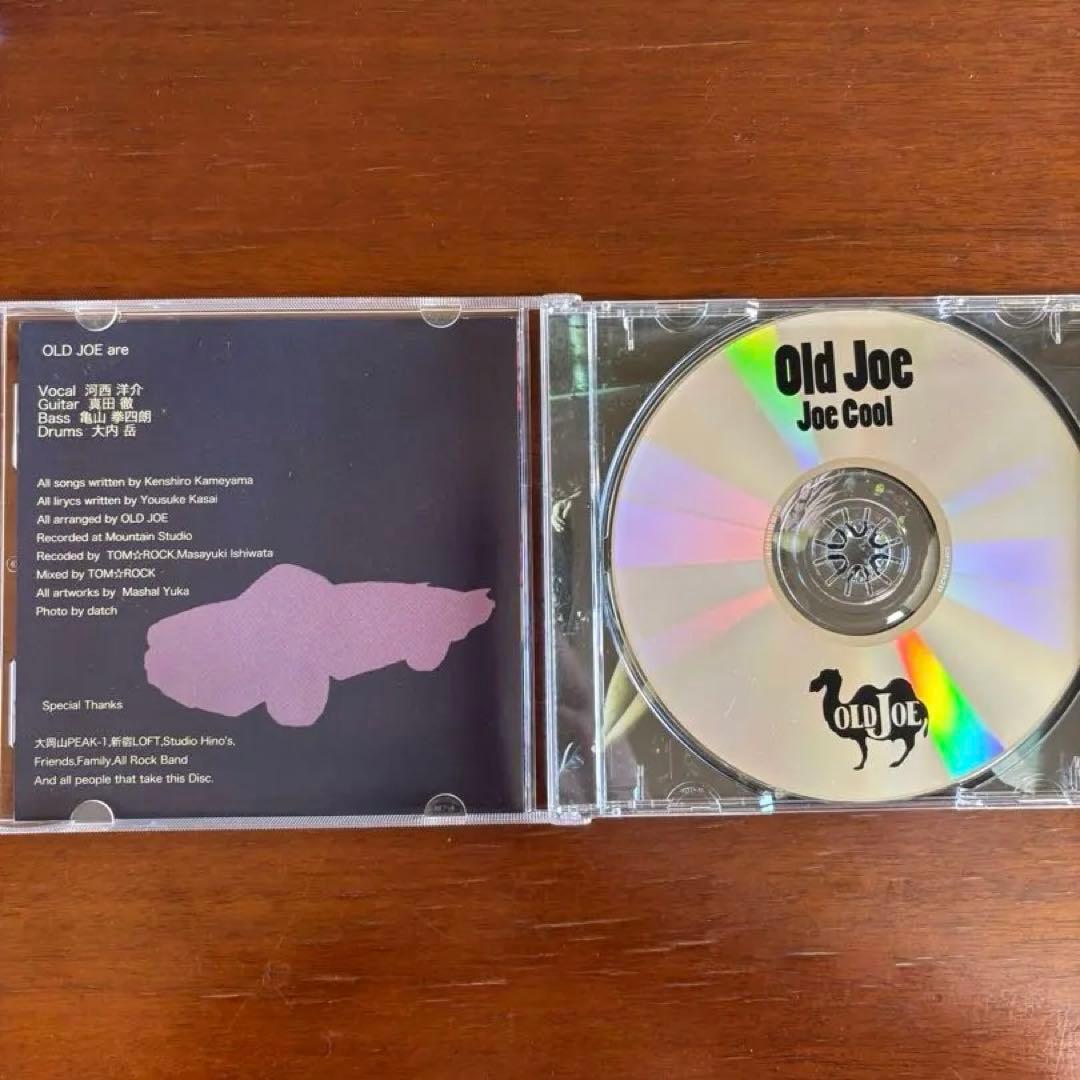 OLD JOE are
Vocal 河西 洋介
Guitar 真田 徹
Bass 亀山 拳四朗
Drums 大内 岳
All songs written by Kenshiro Kameyama
All lirycs written by Yousuke Kasai
All arranged by OLD JOE
Recorded at Mountain Studio
Recoded by TOM☆ROCK,Masayuki Ishiwata
Mixed by TOM☆ROCK
All artworks by Mashal Yuka
Photo by datch
Special Thanks
大岡山PEAK-1,新宿LOFT,Studio Hino's,
Friends,Family,All Rock Band
And all people that take this Disc.
Old Joe
Joe Cool
OLD JOE